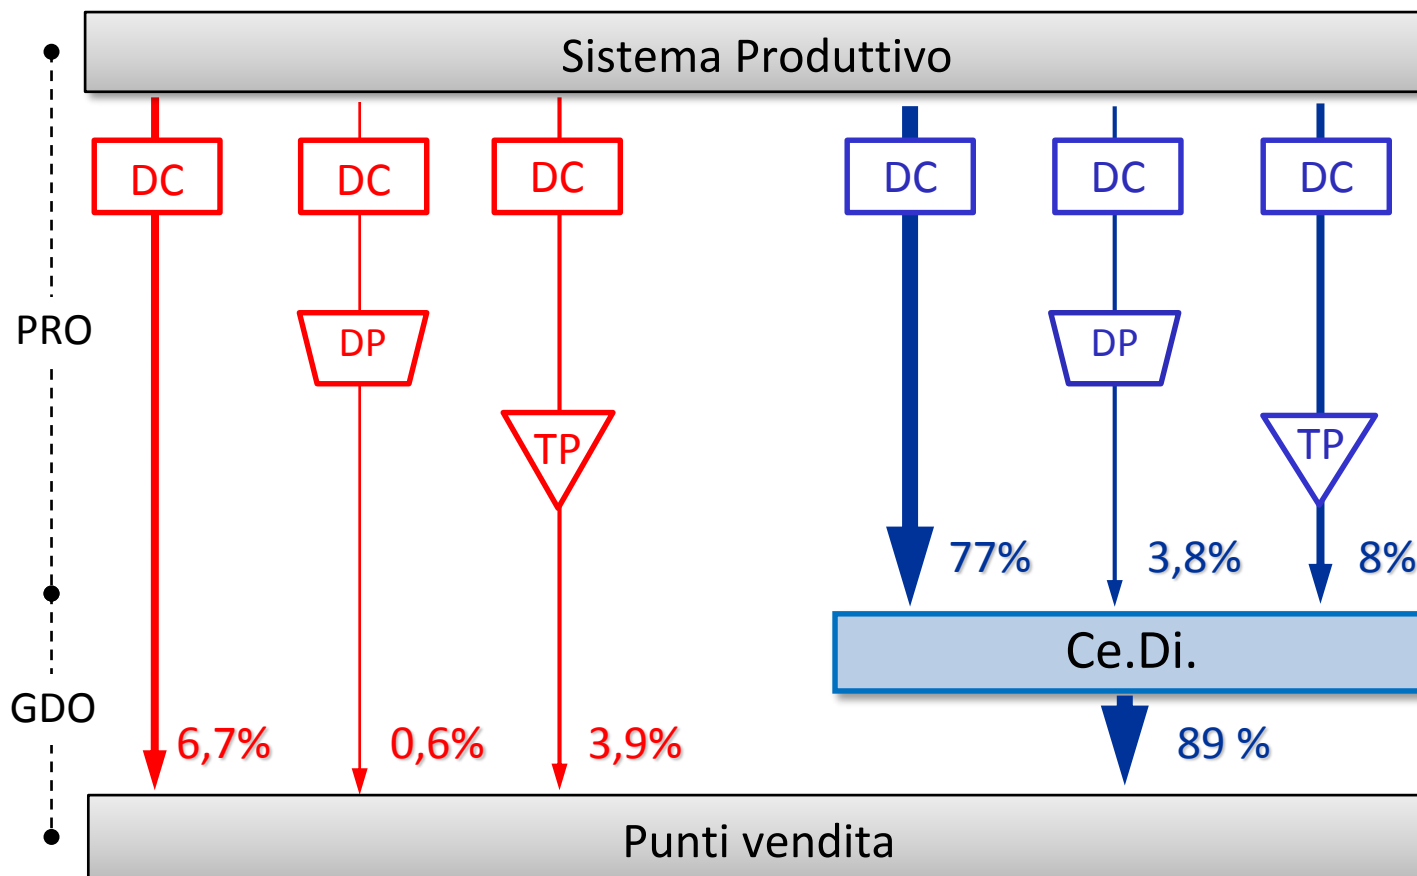 Sistema Produttivo
DC
DC
DC
DC
DC
DC
PRO
DP
DP
TP
TP
77%
3,8%
8%
Ce.Di.
GDO
6,7%
0,6%
3,9%
89 %
Punti vendita